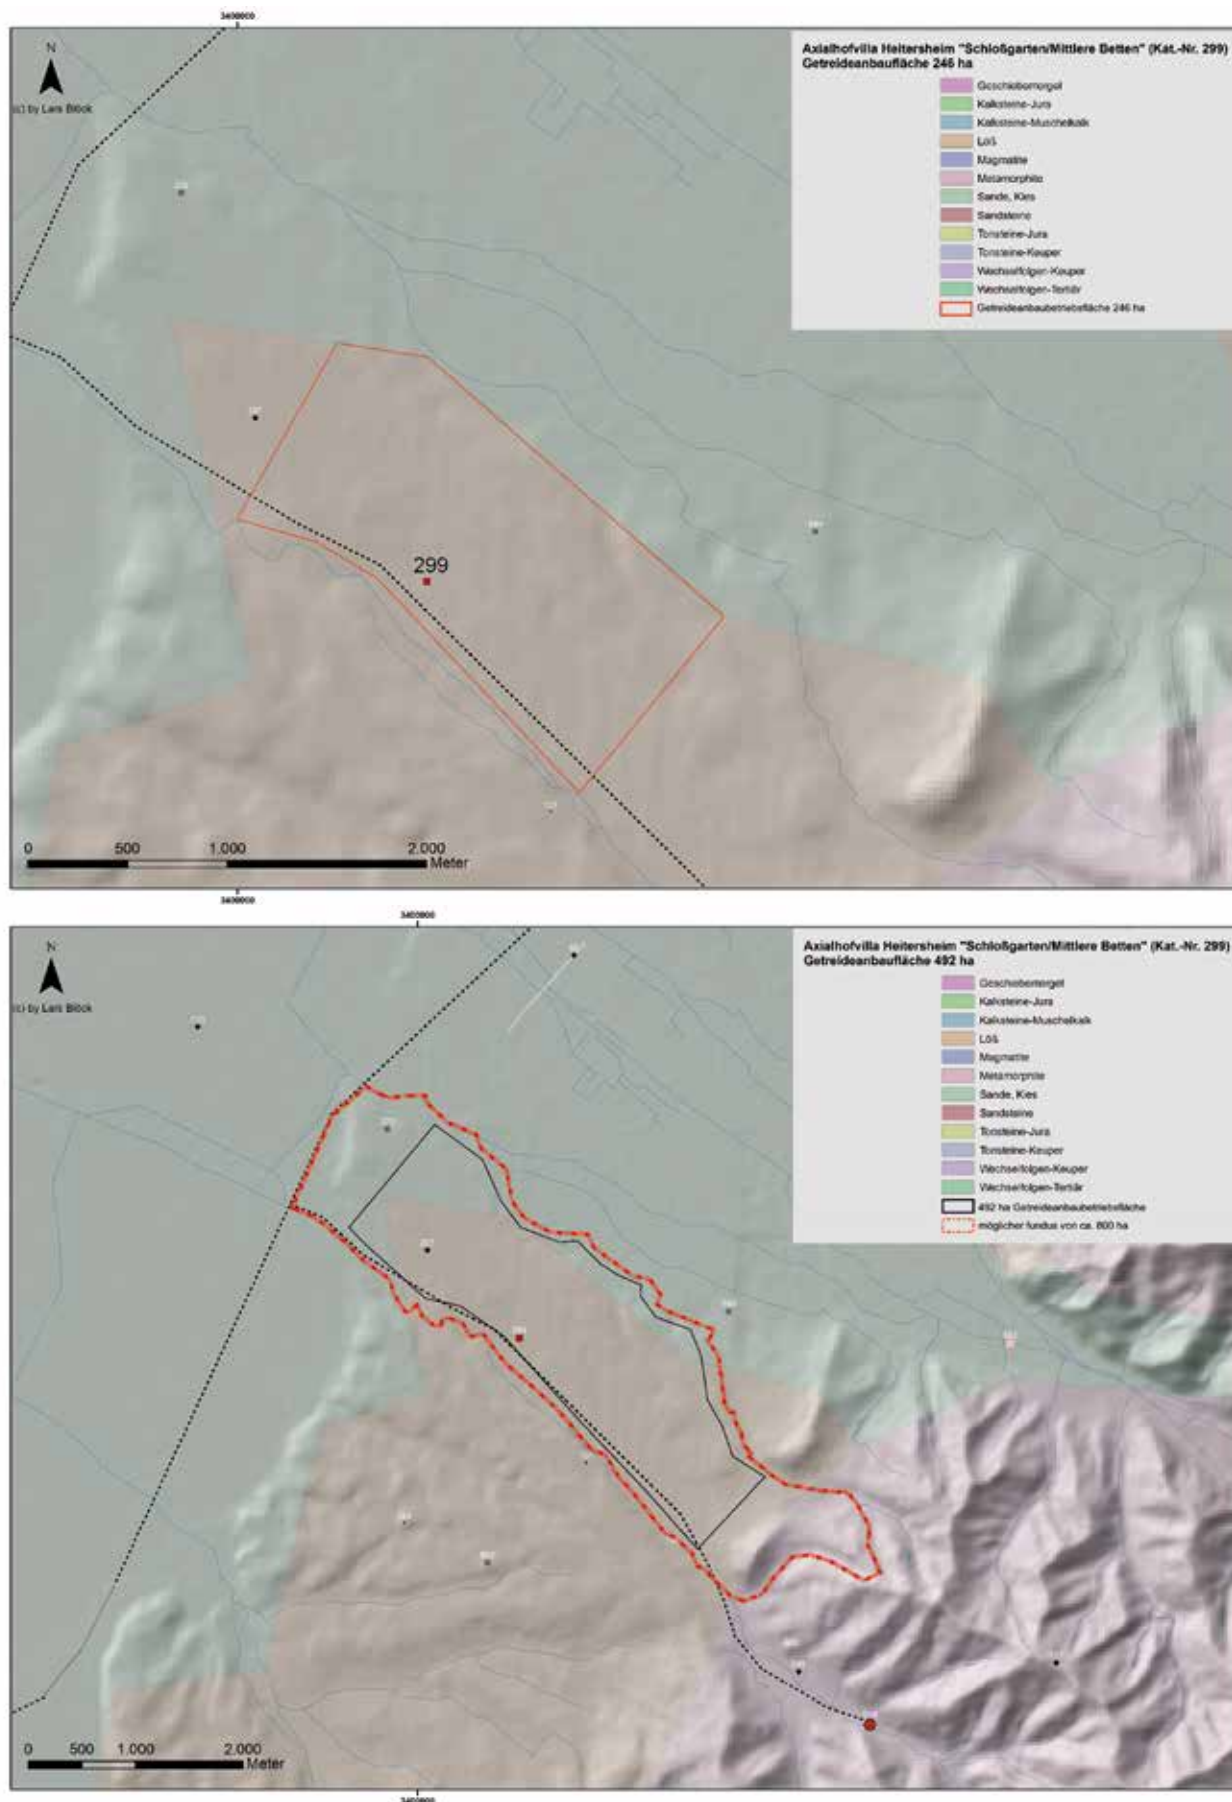 3400000
N
(c) by Lars Blöck
Axialhofvilla Heitersheim "Schloßgarten/Mittlere Betten" (Kat.-Nr. 299)
Getreideanbaufläche 246 ha
Geschiebemergel
Kalksteine-Jura
Kalksteine-Muschelkalk
Löß
Magmatite
Metamorphite
Sande, Kies
Sandsteine
Tonsteine-Jura
Tonsteine-Keuper
Wechselfolgen-Keuper
Wechselfolgen-Tertiär
Getreideanbaubetriebsfläche 246 ha
299
0 500 1.000 2.000
Meter
3400000
3400000
N
(c) by Lars Blöck
Axialhofvilla Heitersheim "Schloßgarten/Mittlere Betten" (Kat.-Nr. 299)
Getreideanbaufläche 492 ha
Geschiebemergel
Kalksteine-Jura
Kalksteine-Muschelkalk
Löß
Magmatite
Metamorphite
Sande, Kies
Sandsteine
Tonsteine-Jura
Tonsteine-Keuper
Wechselfolgen-Keuper
Wechselfolgen-Tertiär
492 ha Getreideanbaubetriebsfläche
möglicher fundus von ca. 800 ha
0 500 1.000 2.000
Meter
3400000